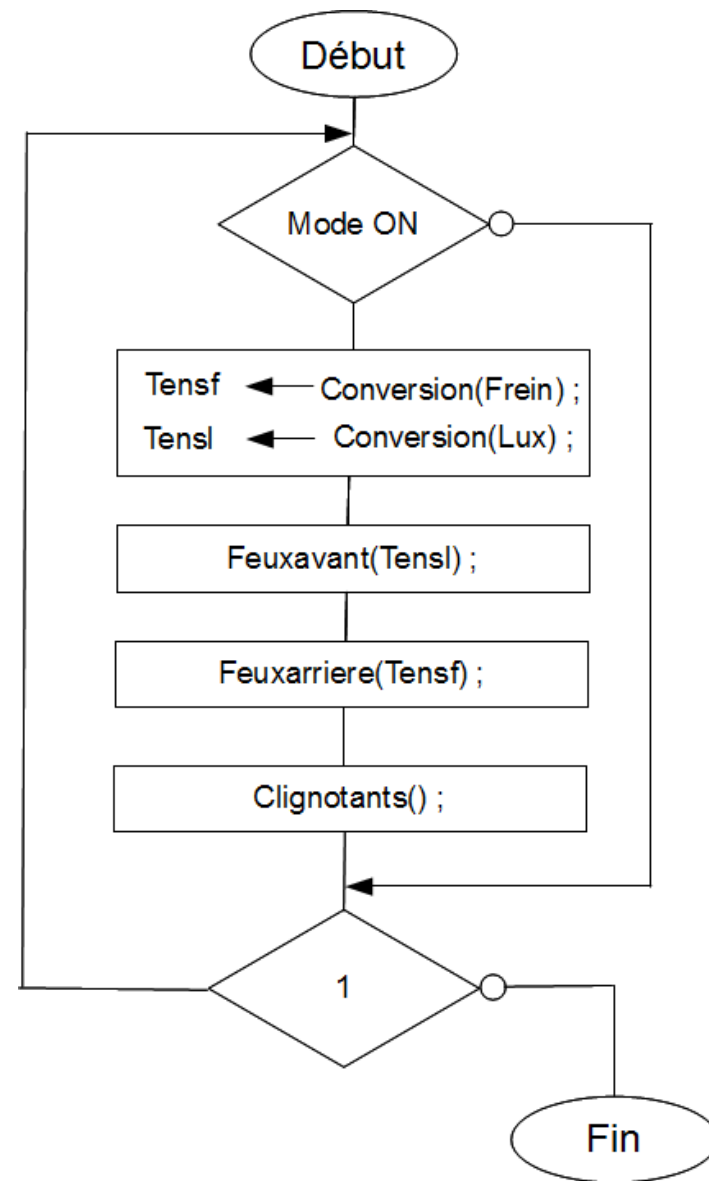 Début
Mode ON
Tensf Conversion(Frein) ;
Tensl Conversion(Lux) ;
Feuxavant(Tensl) ;
Feuxarriere(Tensf) ;
Clignotants() ;
1
Fin